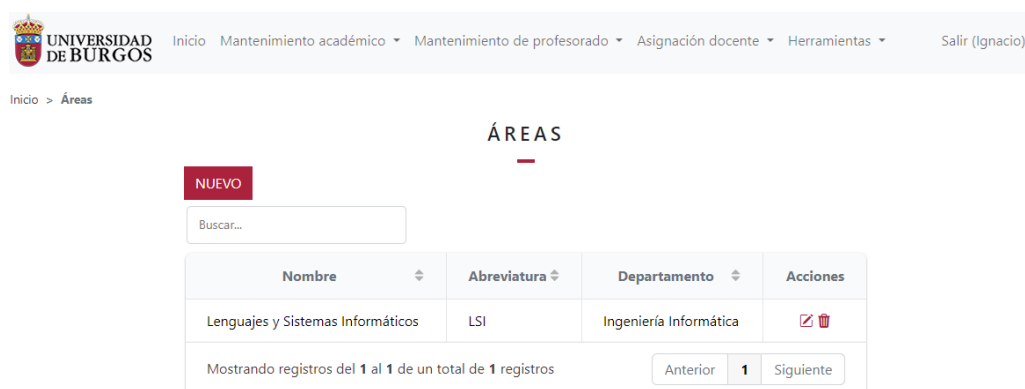 UNIVERSIDAD
DE BURGOS
Inicio Mantenimiento académico Mantenimiento de profesorado Asignación docente Herramientas Salir (Ignacio)
Inicio > Áreas
ÁREAS
NUEVO
Buscar...
Nombre Abreviatura Departamento Acciones
Lenguajes y Sistemas Informáticos LSI Ingeniería Informática
Mostrando registros del 1 al 1 de un total de 1 registros Anterior 1 Siguiente